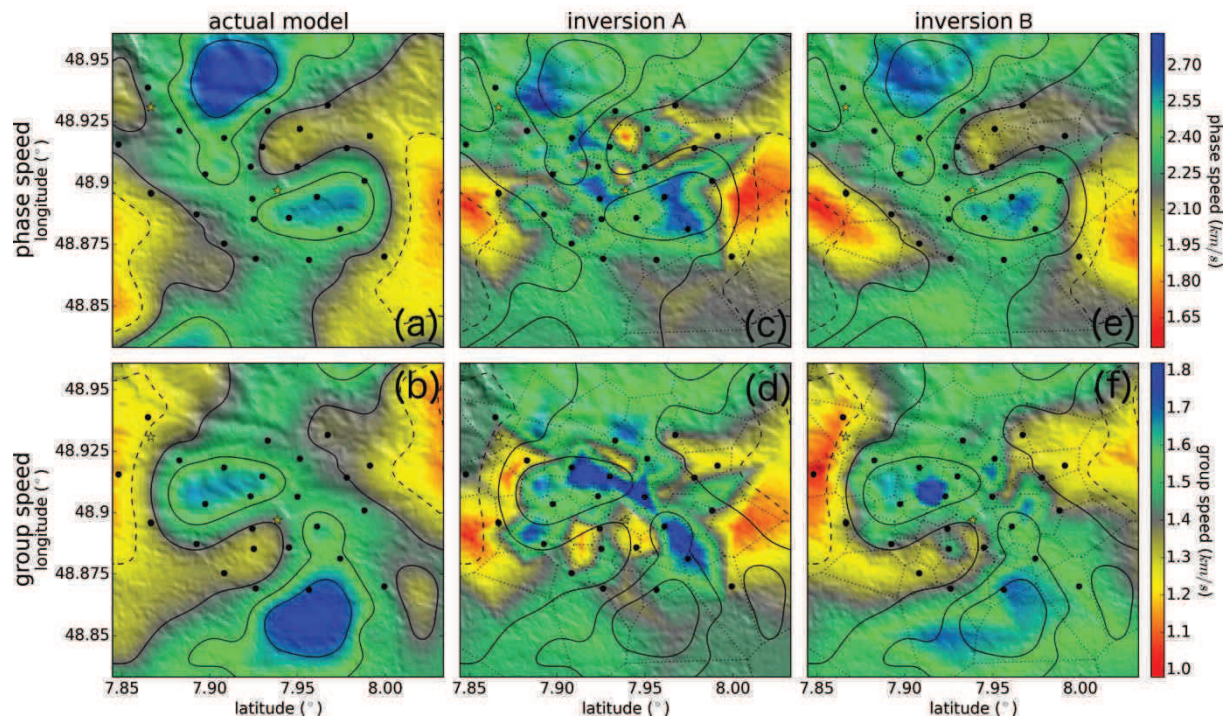 actual model inversion A inversion B
phase speed
longitude (°)
48.95
48.925
48.9
48.875
48.85
(a) (c) (e)
2.70
2.55
2.40
2.25
2.10
1.95
1.80
1.65
phase speed (km/s)
group speed
longitude (°)
48.95
48.925
48.9
48.875
48.85
(b) (d) (f)
1.8
1.7
1.6
1.5
1.4
1.3
1.2
1.1
1.0
group speed (km/s)
7.85 7.90 7.95 8.00 7.85 7.90 7.95 8.00 7.85 7.90 7.95 8.00
latitude (°) latitude (°) latitude (°)